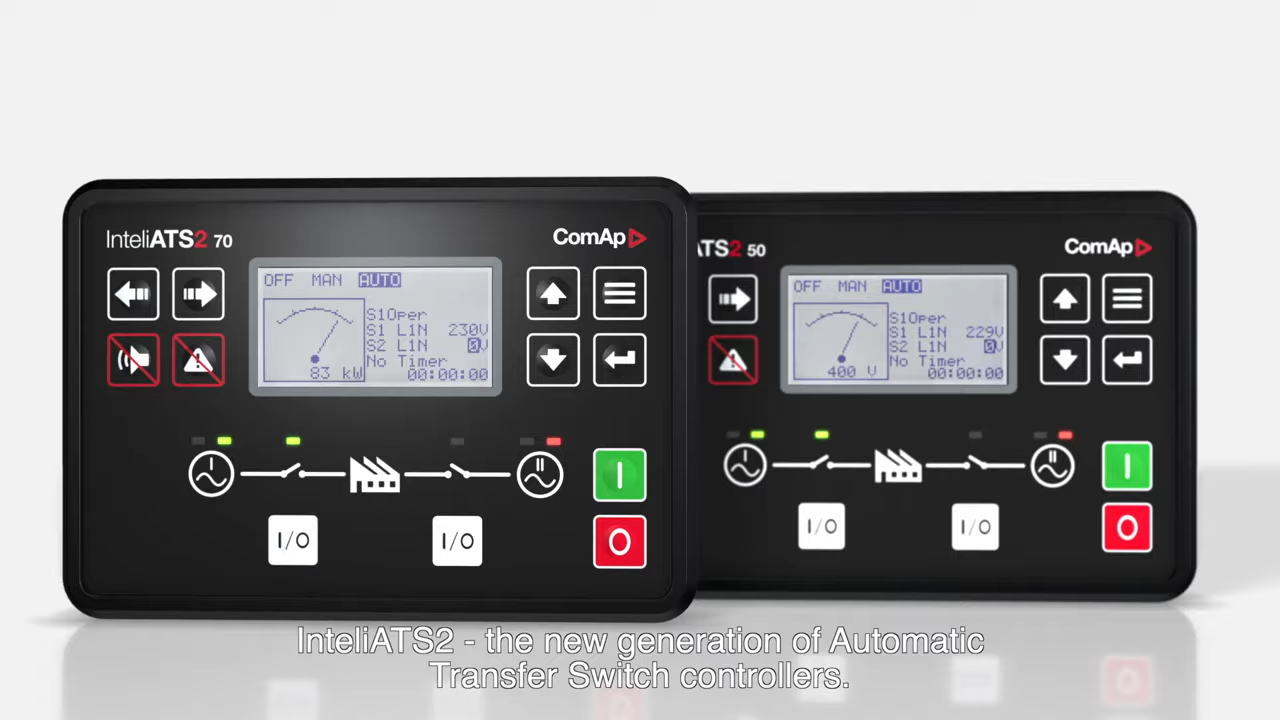 InteliATS2 70
ComAp
OFF MAN AUTO
S1Oper
S1 L1N 230V
S2 L1N 0V
No Timer
83 kW 00:00:00
I/O
I/O
I
O
ATS2 50
ComAp
OFF MAN AUTO
S1Oper
S1 L1N 229V
S2 L1N 0V
No Timer
400 V 00:00:00
I/O
I/O
I
O
InteliATS2 - the new generation of Automatic
Transfer Switch controllers.